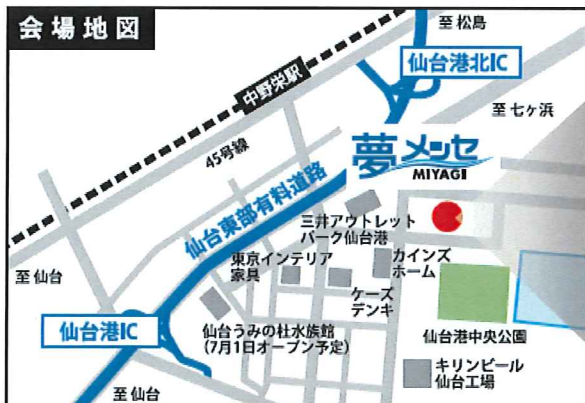 会場地図
至松島
仙台港北IC
中野栄駅
至七ヶ浜
45号線
夢メッセ
MIYAGI
仙台東部有料道路
三井アウトレット
パーク仙台港
東京インテリア
家具
カインズ
ホーム
至仙台
ケーズ
デンキ
仙台港IC
仙台うみの杜水族館
(7月1日オープン予定)
仙台港中央公園
キリンビール
仙台工場
至仙台